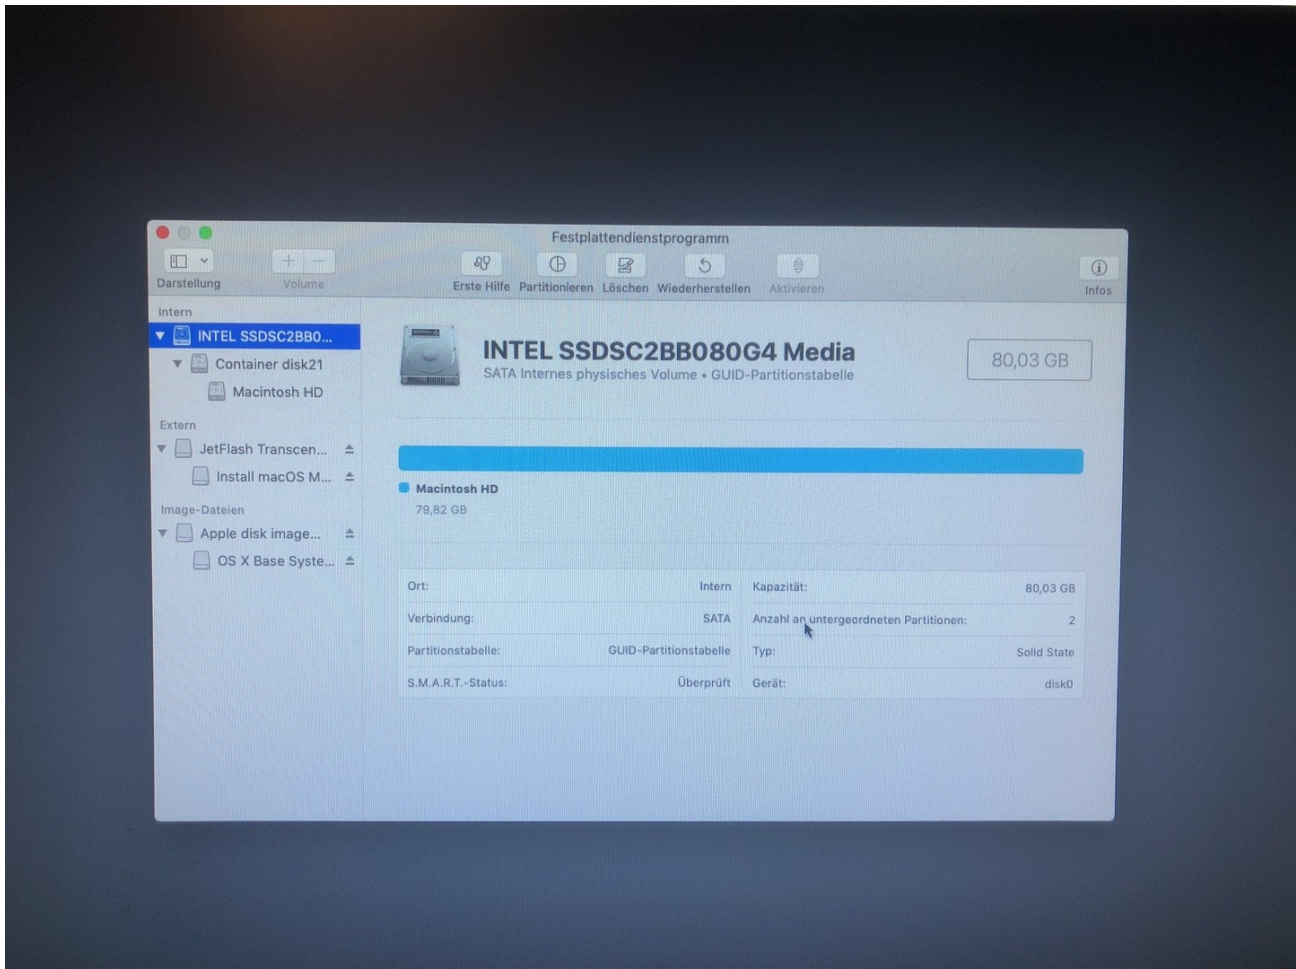 Festplattendienstprogramm
Darstellung
Volume
Erste Hilfe Partitionieren Löschen Wiederherstellen Aktivieren
Infos
Intern
INTEL SSDSC2BB0...
Container disk21
Macintosh HD
Extern
JetFlash Transcen...
Install macOS M...
Image-Dateien
Apple disk image...
OS X Base Syste...
INTEL SSDSC2BB080G4 Media
SATA Internes physisches Volume • GUID-Partitionstabelle
80,03 GB
Macintosh HD
79,82 GB
Ort: Intern
Kapazität: 80,03 GB
Verbindung: SATA
Anzahl an untergeordneten Partitionen: 2
Partitionstabelle: GUID-Partitionstabelle
Typ: Solid State
S.M.A.R.T.-Status: Überprüft
Gerät: disk0